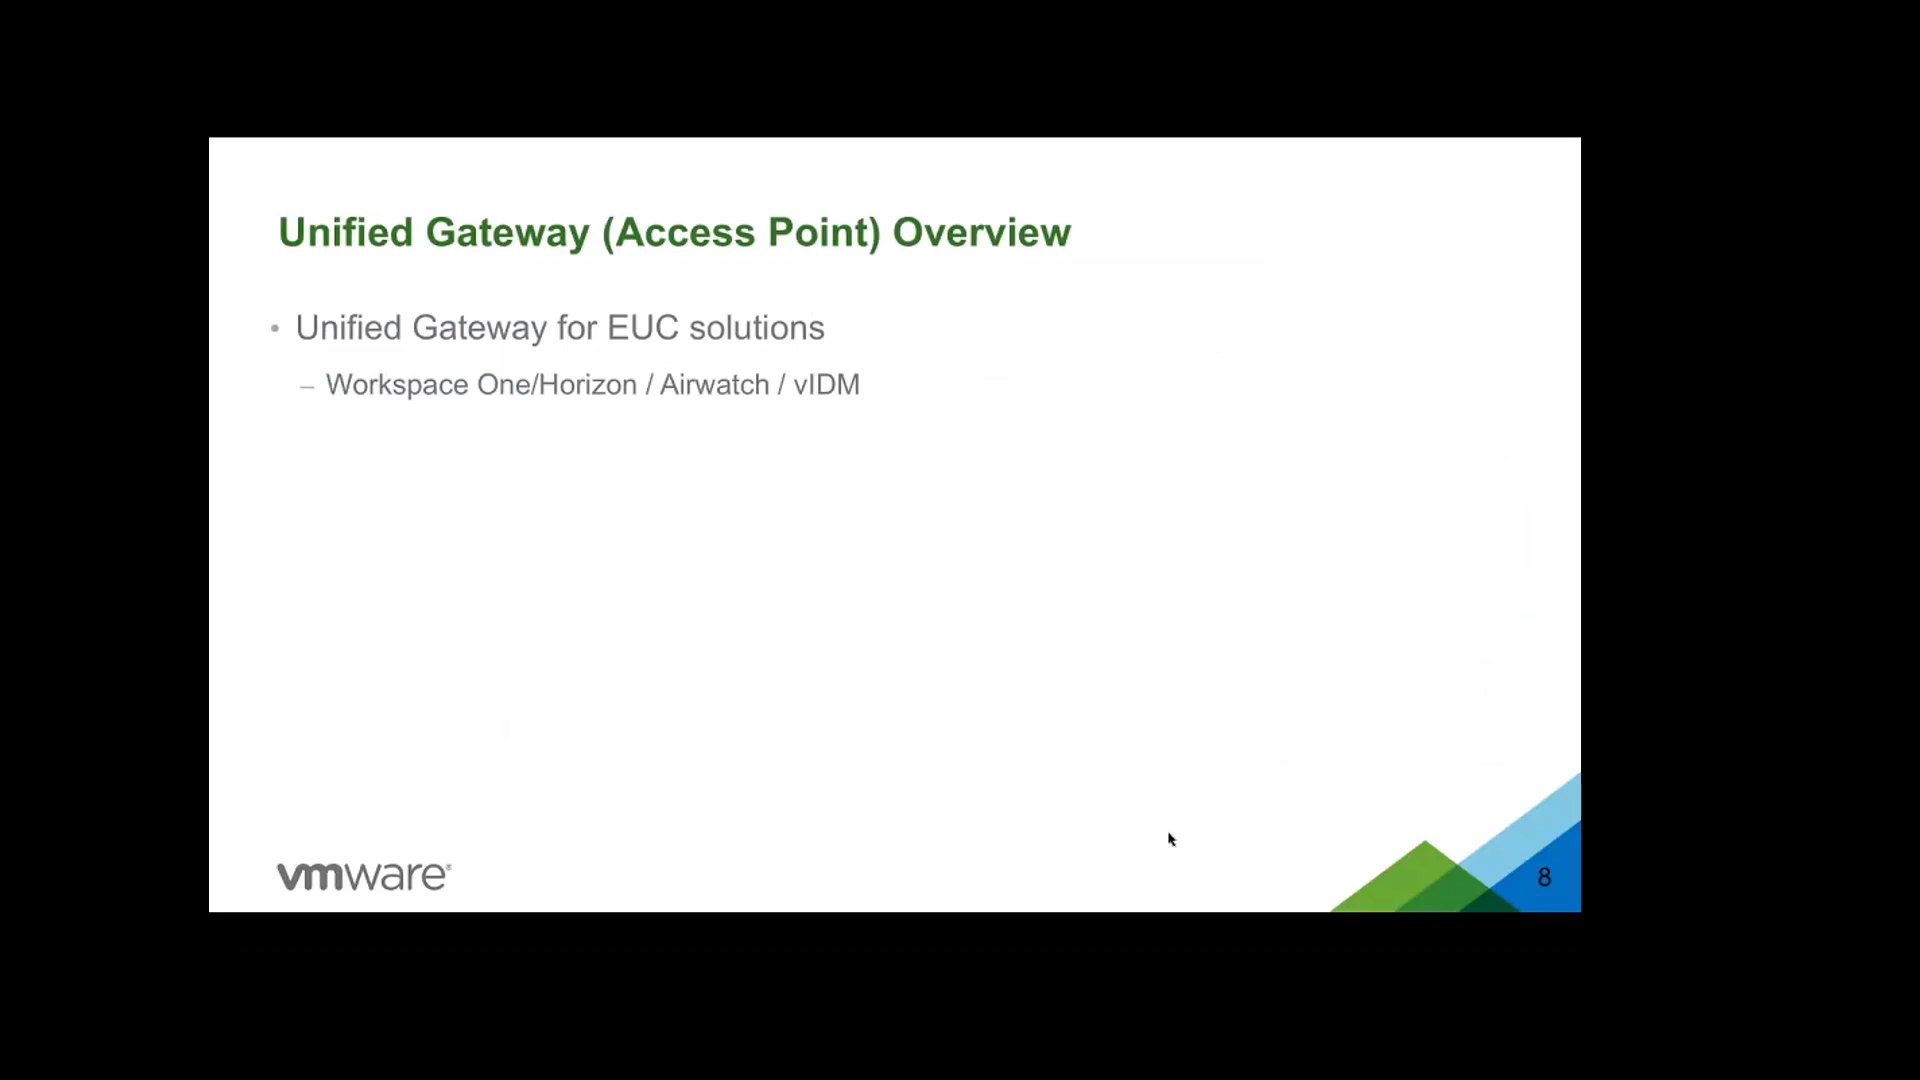 Unified Gateway (Access Point) Overview
• Unified Gateway for EUC solutions
– Workspace One/Horizon / Airwatch / vIDM
vmware®
8